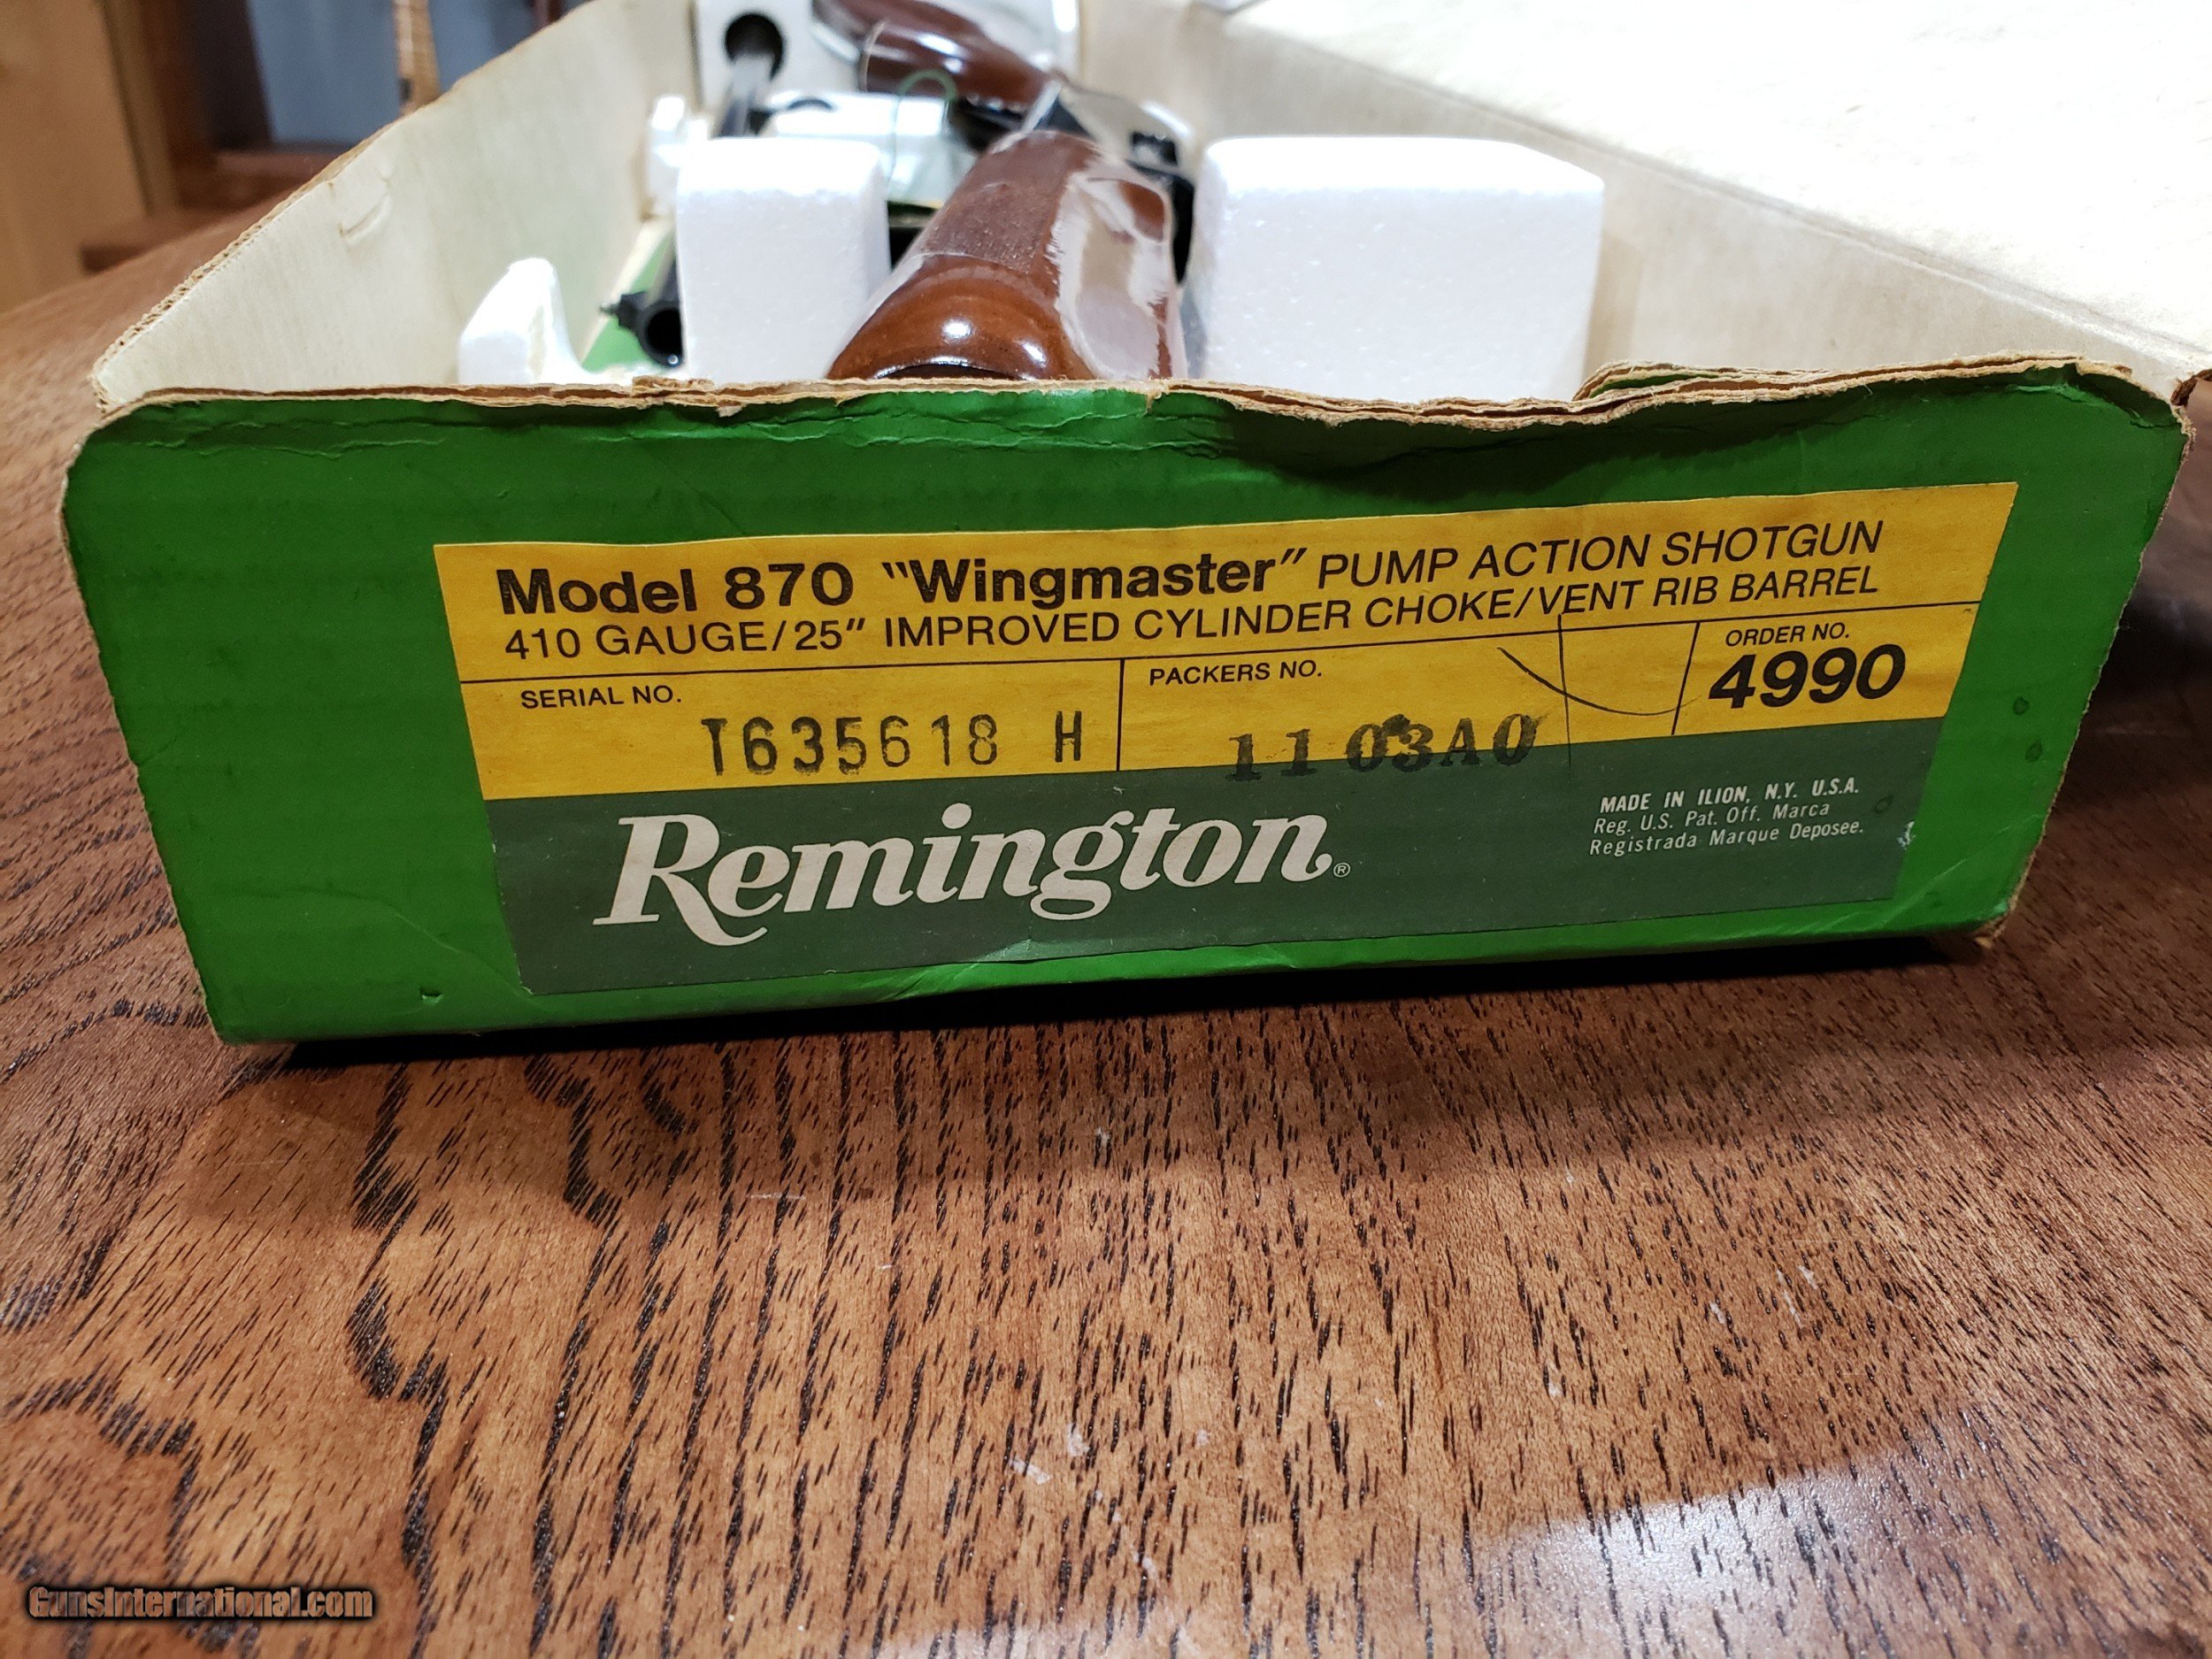 Model 870 "Wingmaster" PUMP ACTION SHOTGUN
410 GAUGE/25" IMPROVED CYLINDER CHOKE/VENT RIB BARREL
SERIAL NO.
T635618 H
PACKERS NO.
1103A0
ORDER NO.
4990
Remington®
MADE IN ILION, N.Y. U.S.A.
Reg. U.S. Pat. Off. Marca
Registrada Marque Deposee.
GunsInternational.com